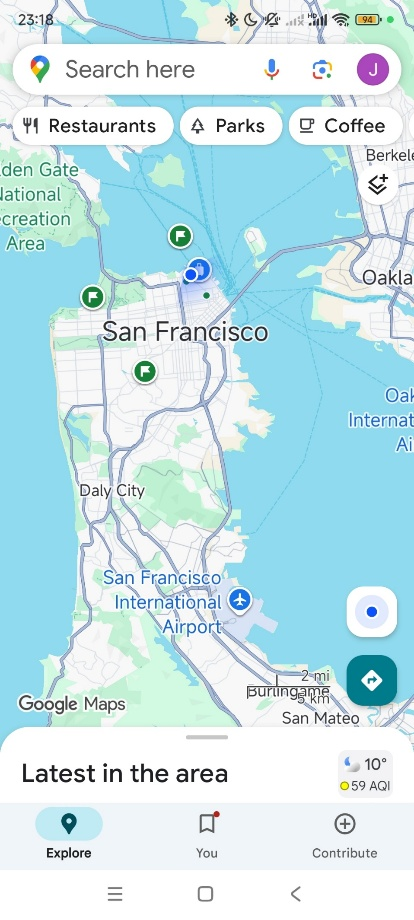 23:18
94
Search here
J
Restaurants
Parks
Coffee
Berkele
lden Gate
National
ecreation
Area
Oakla
San Francisco
Oak
Internat
Ai
Daly City
San Francisco
International
Airport
2 mi
Burlingame
5 km
Google Maps
San Mateo
Latest in the area
10°
59 AQI
Explore
You
Contribute